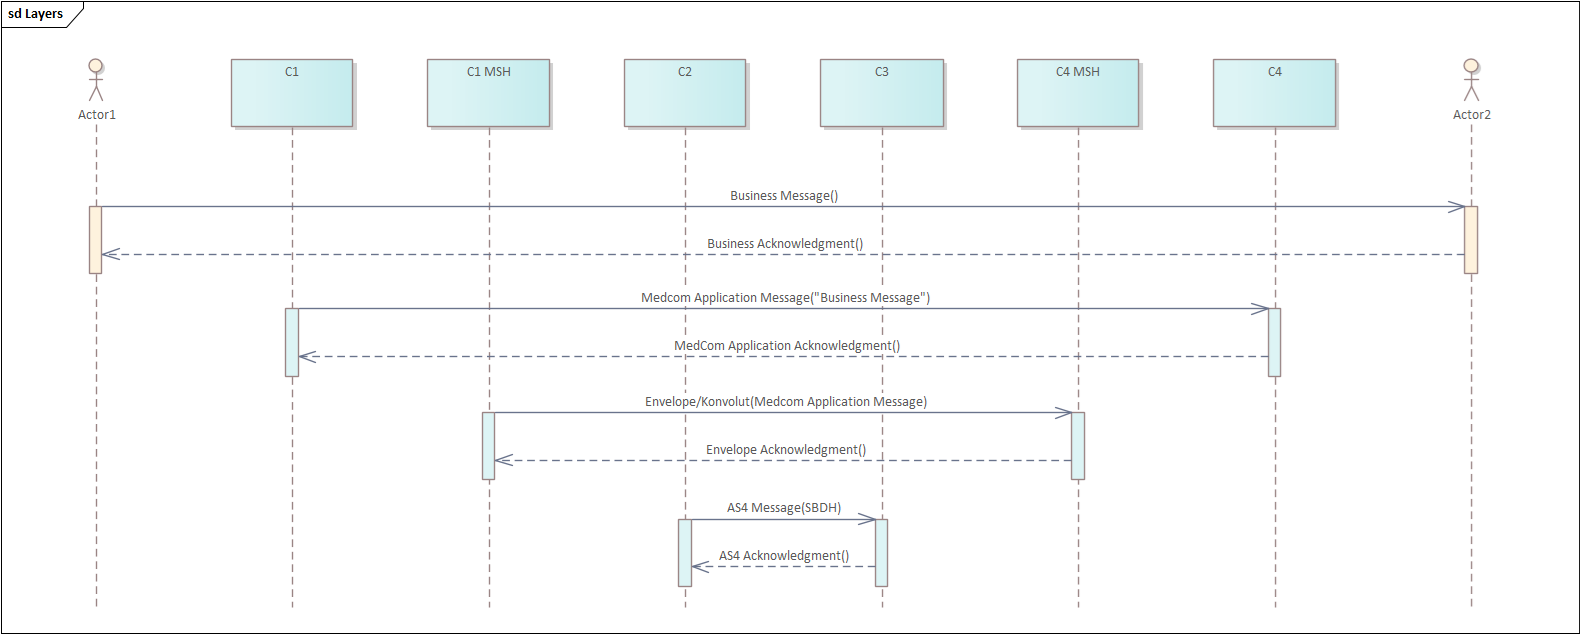 sd Layers
Actor1
C1
C1 MSH
C2
C3
C4 MSH
C4
Actor2
Business Message()
Business Acknowledgment()
Medcom Application Message("Business Message")
MedCom Application Acknowledgment()
Envelope/Konvolut(Medcom Application Message)
Envelope Acknowledgment()
AS4 Message(SBDH)
AS4 Acknowledgment()